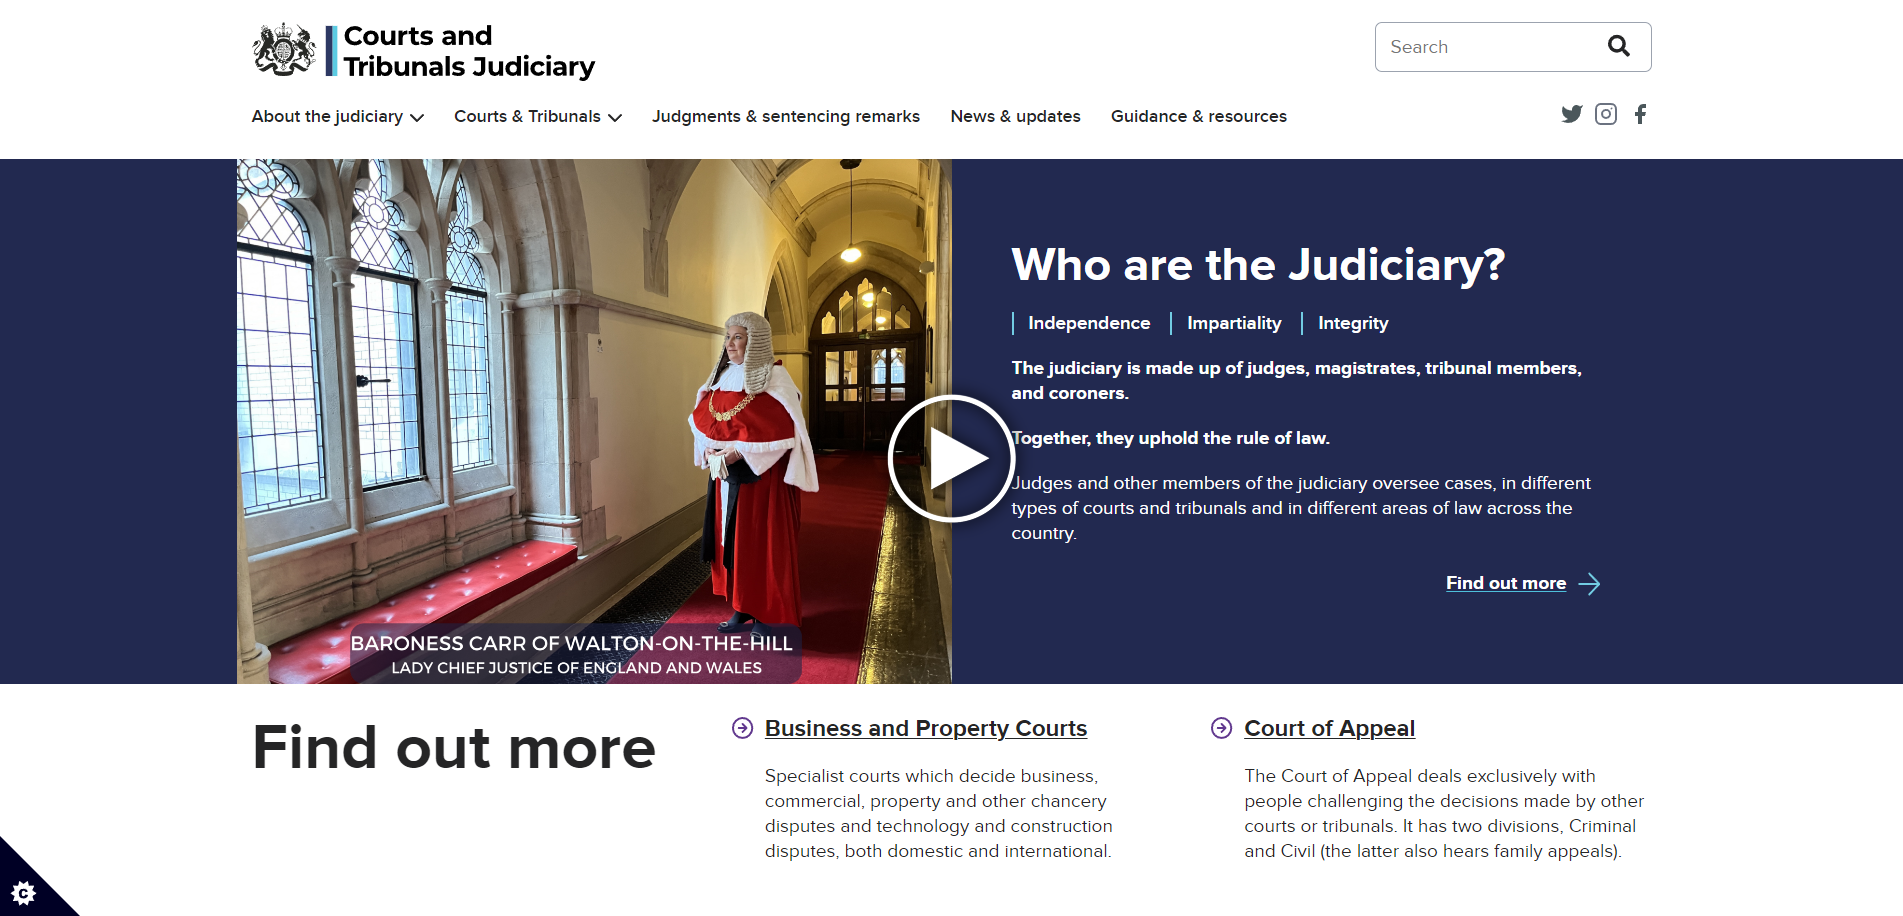 Courts and
Tribunals Judiciary
Search
About the judiciary
Courts & Tribunals
Judgments & sentencing remarks
News & updates
Guidance & resources
Who are the Judiciary?
Independence
Impartiality
Integrity
The judiciary is made up of judges, magistrates, tribunal members,
and coroners.
Together, they uphold the rule of law.
Judges and other members of the judiciary oversee cases, in different
types of courts and tribunals and in different areas of law across the
country.
Find out more
BARONESS CARR OF WALTON-ON-THE-HILL
LADY CHIEF JUSTICE OF ENGLAND AND WALES
Find out more
Business and Property Courts
Specialist courts which decide business,
commercial, property and other chancery
disputes and technology and construction
disputes, both domestic and international.
Court of Appeal
The Court of Appeal deals exclusively with
people challenging the decisions made by other
courts or tribunals. It has two divisions, Criminal
and Civil (the latter also hears family appeals).
C